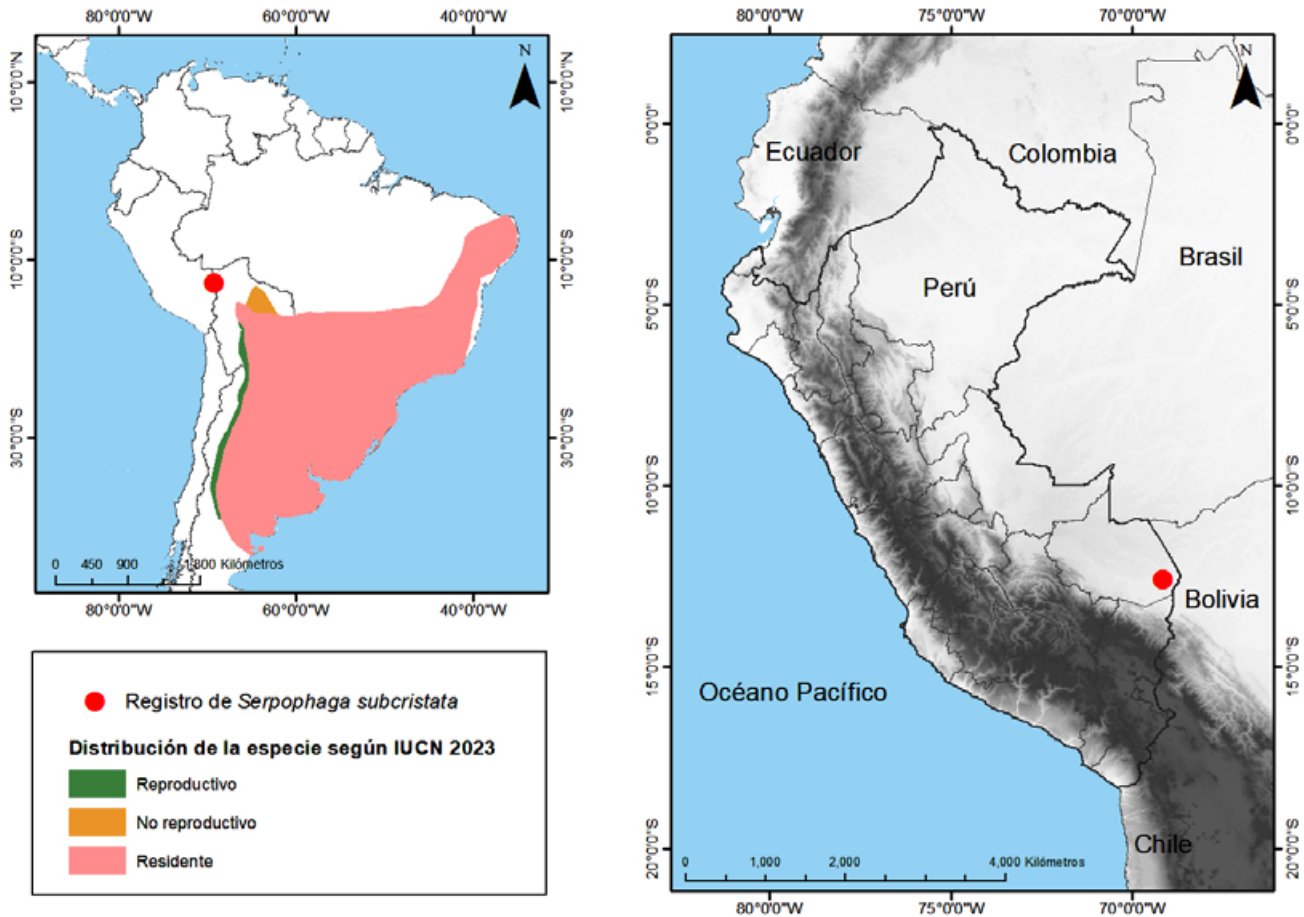 80°0'0"W 60°0'0"W 40°0'0"W
N
10°0'0"N 10°0'0"N
10°0'0"S 10°0'0"S
30°0'0"S 30°0'0"S
0 450 900 1,800 Kilómetros
80°0'0"W 60°0'0"W 40°0'0"W
Registro de Serpophaga subcristata
Distribución de la especie según IUCN 2023
Reproductivo
No reproductivo
Residente
80°0'0"W 75°0'0"W 70°0'0"W
N
0°0'0" 0°0'0"
Ecuador
Colombia
Brasil
Perú
5°0'0"S 5°0'0"S
10°0'0"S 10°0'0"S
Bolivia
15°0'0"S 15°0'0"S
Océano Pacífico
Chile
20°0'0"S 20°0'0"S
0 1,000 2,000 4,000 Kilómetros
80°0'0"W 75°0'0"W 70°0'0"W